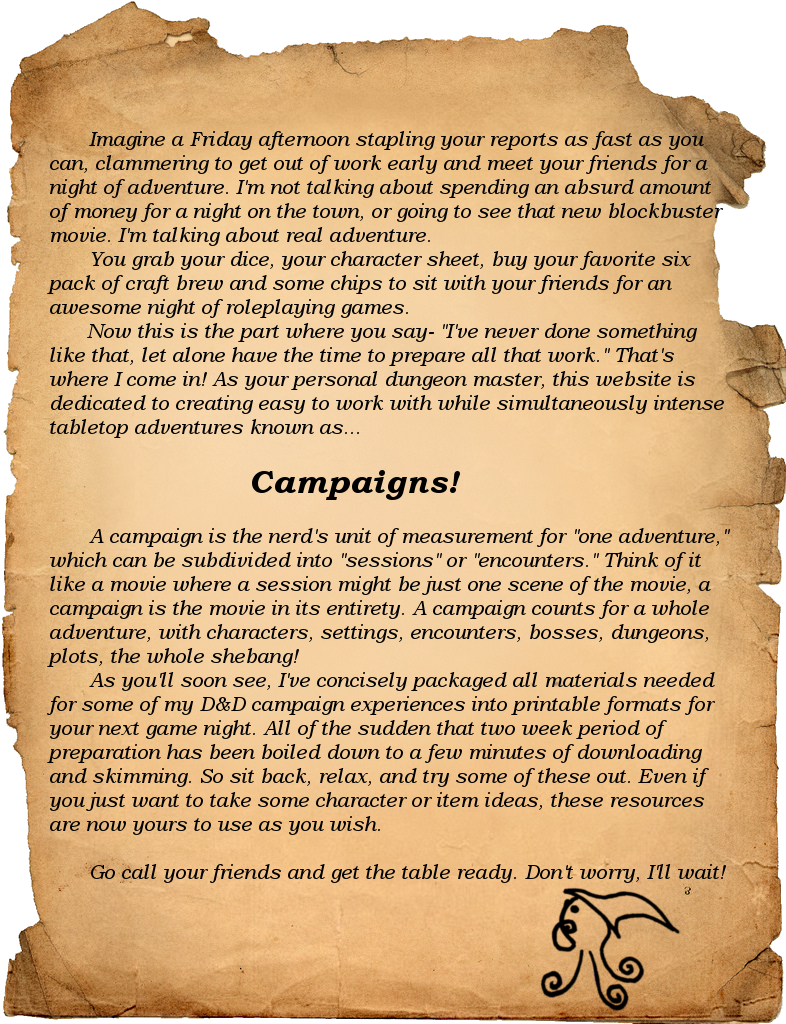 Imagine a Friday afternoon stapling your reports as fast as you
can, clammering to get out of work early and meet your friends for a
night of adventure. I'm not talking about spending an absurd amount
of money for a night on the town, or going to see that new blockbuster
movie. I'm talking about real adventure.
You grab your dice, your character sheet, buy your favorite six
pack of craft brew and some chips to sit with your friends for an
awesome night of roleplaying games.
Now this is the part where you say- "I've never done something
like that, let alone have the time to prepare all that work." That's
where I come in! As your personal dungeon master, this website is
dedicated to creating easy to work with while simultaneously intense
tabletop adventures known as...
Campaigns!
A campaign is the nerd's unit of measurement for "one adventure,"
which can be subdivided into "sessions" or "encounters." Think of it
like a movie where a session might be just one scene of the movie, a
campaign is the movie in its entirety. A campaign counts for a whole
adventure, with characters, settings, encounters, bosses, dungeons,
plots, the whole shebang!
As you'll soon see, I've concisely packaged all materials needed
for some of my D&D campaign experiences into printable formats for
your next game night. All of the sudden that two week period of
preparation has been boiled down to a few minutes of downloading
and skimming. So sit back, relax, and try some of these out. Even if
you just want to take some character or item ideas, these resources
are now yours to use as you wish.
Go call your friends and get the table ready. Don't worry, I'll wait!